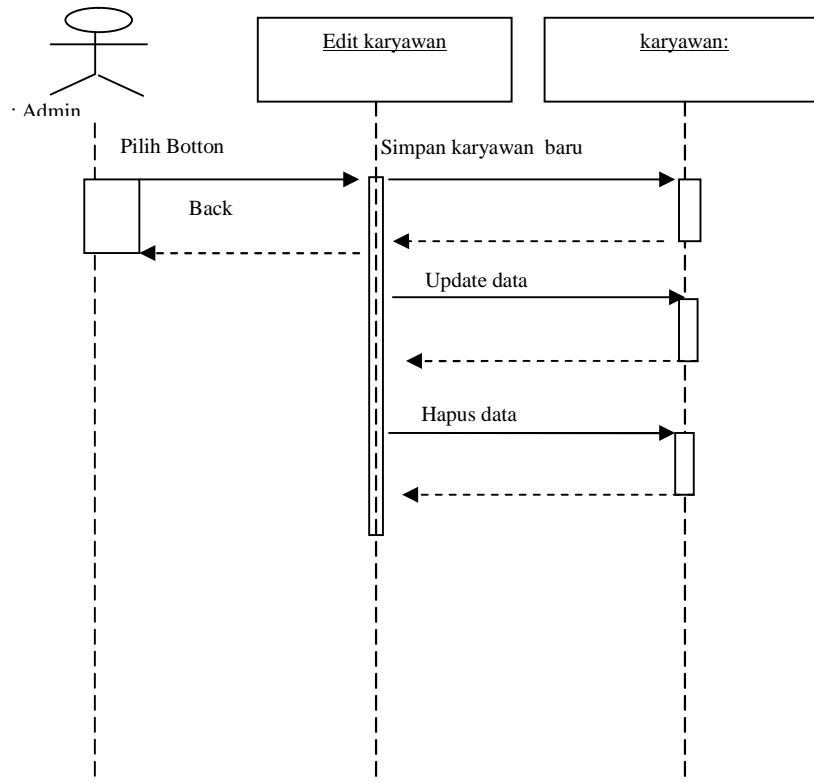 Edit karyawan
karyawan:
: Admin
Pilih Botton
Simpan karyawan baru
Back
Update data
Hapus data